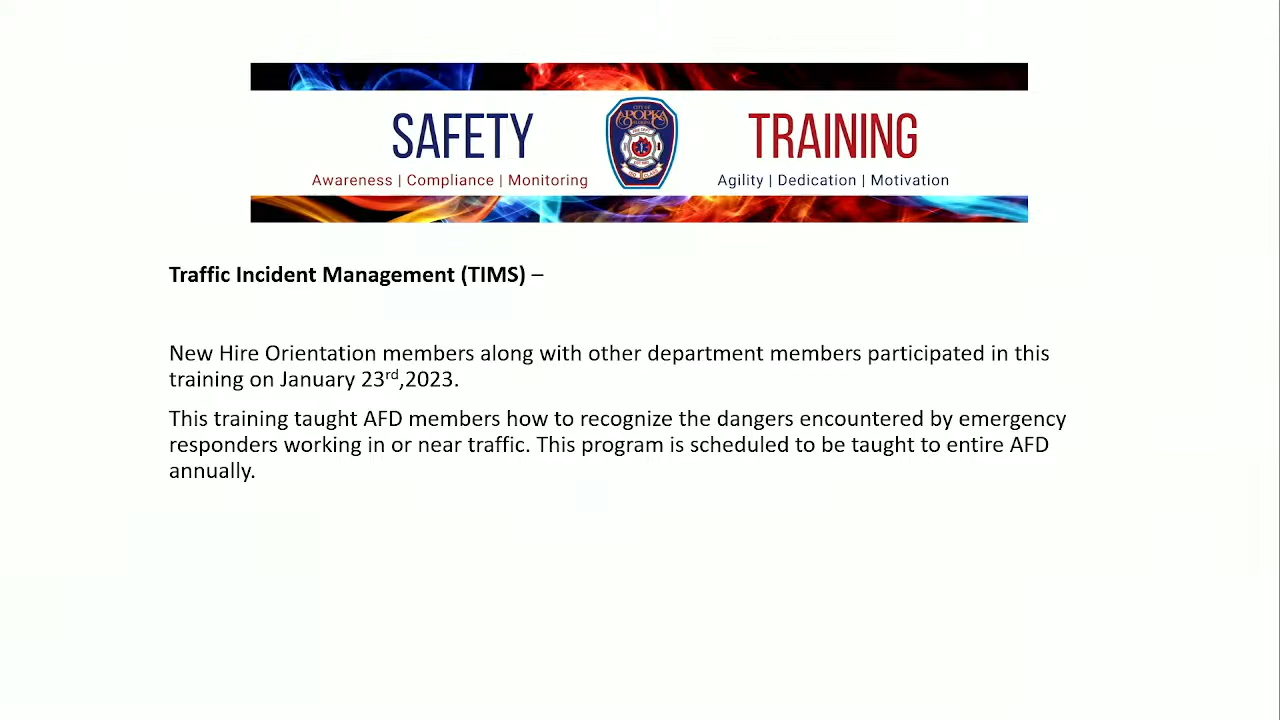 SAFETY
Awareness | Compliance | Monitoring
CITY OF
APOPKA
TRAINING
Agility | Dedication | Motivation
Traffic Incident Management (TIMS) –
New Hire Orientation members along with other department members participated in this
training on January 23rd,2023.
This training taught AFD members how to recognize the dangers encountered by emergency
responders working in or near traffic. This program is scheduled to be taught to entire AFD
annually.